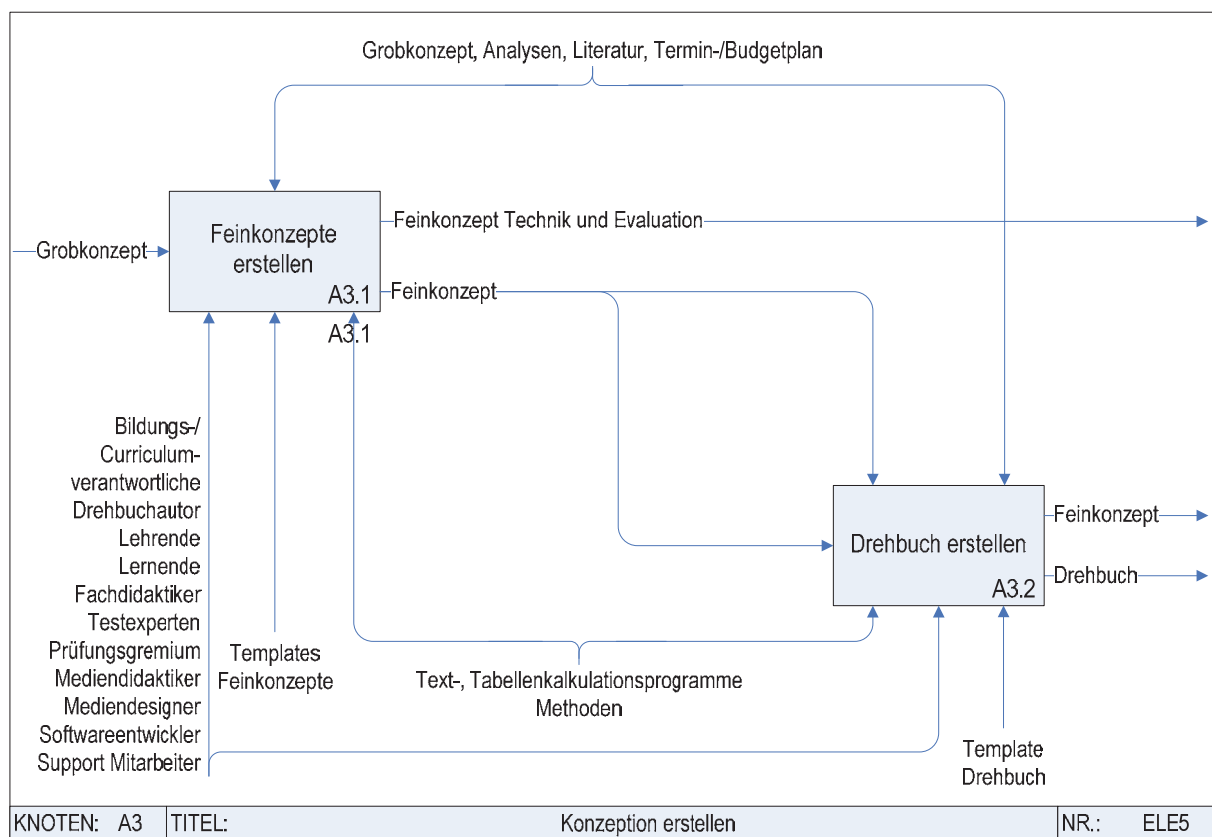 Grobkonzept, Analysen, Literatur, Termin-/Budgetplan
Grobkonzept
Feinkonzepte
erstellen
A3.1
A3.1
Feinkonzept Technik und Evaluation
Feinkonzept
Bildungs-/
Curriculum-
verantwortliche
Drehbuchautor
Lehrende
Lernende
Fachdidaktiker
Testexperten
Prüfungsgremium
Mediendidaktiker
Mediendesigner
Softwareentwickler
Support Mitarbeiter
Templates
Feinkonzepte
Text-, Tabellenkalkulationsprogramme
Methoden
Drehbuch erstellen
A3.2
Feinkonzept
Drehbuch
Template
Drehbuch
KNOTEN: A3 TITEL: Konzeption erstellen NR.: ELE5